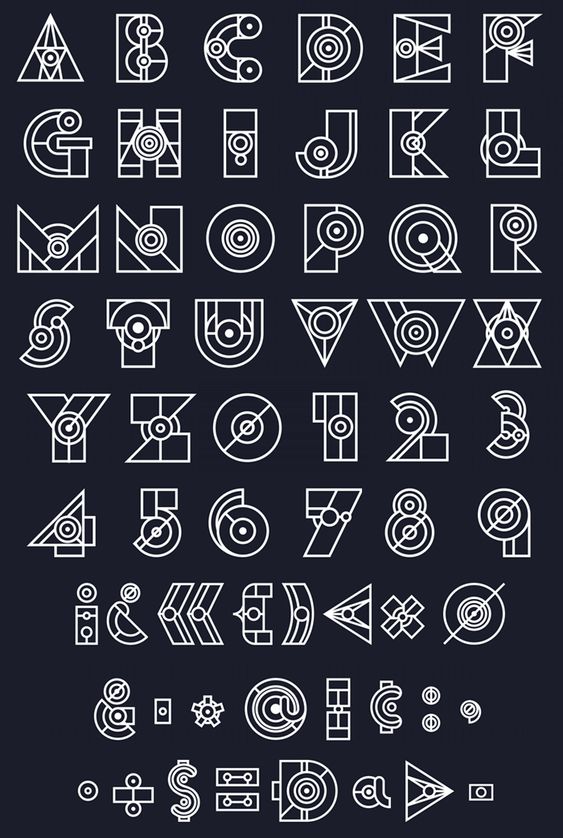 A B C D E F
G H I J K L
M N O P Q R
S T U V W X
Y Z 0 1 2 3
4 5 6 7 8 9
¡ ¿ « { ) < × Ø
& . * @ ¢ : ,
÷ $ = Ð >